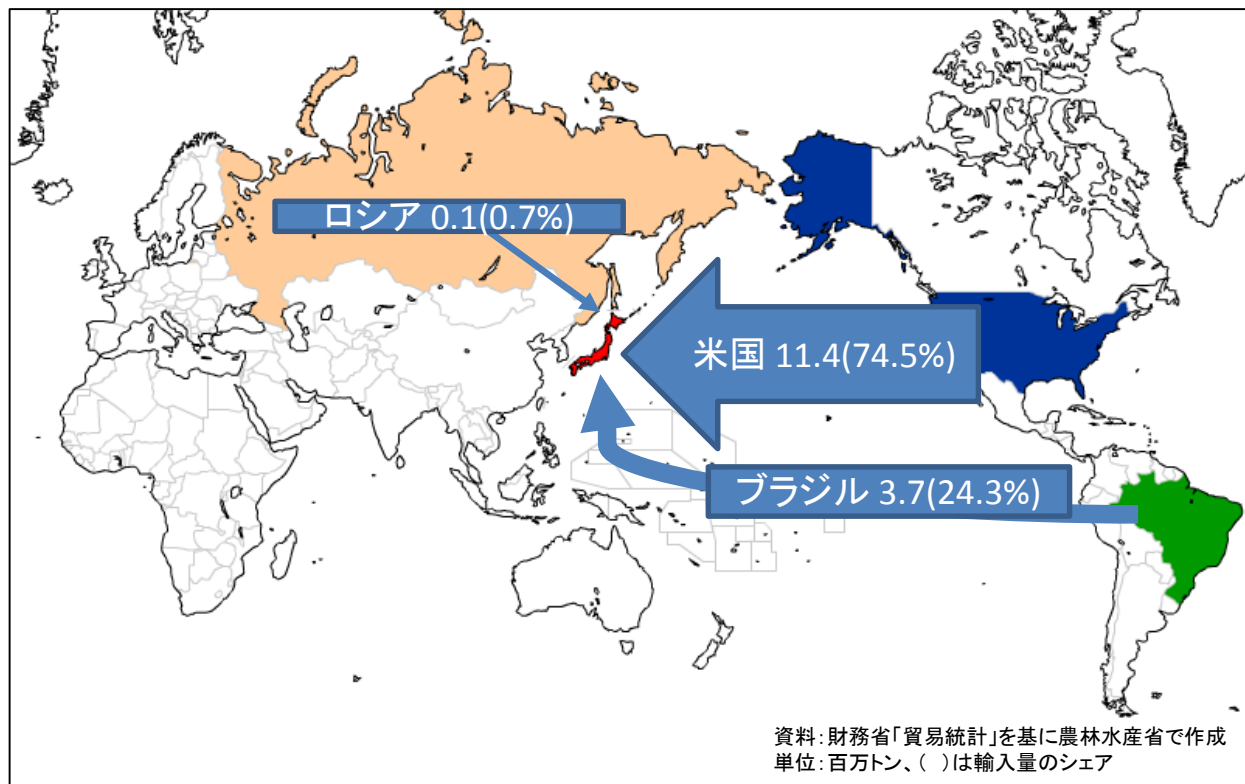 ロシア 0.1(0.7%)
米国 11.4(74.5%)
ブラジル 3.7(24.3%)
資料：財務省「貿易統計」を基に農林水産省で作成
単位：百万トン、（　）は輸入量のシェア